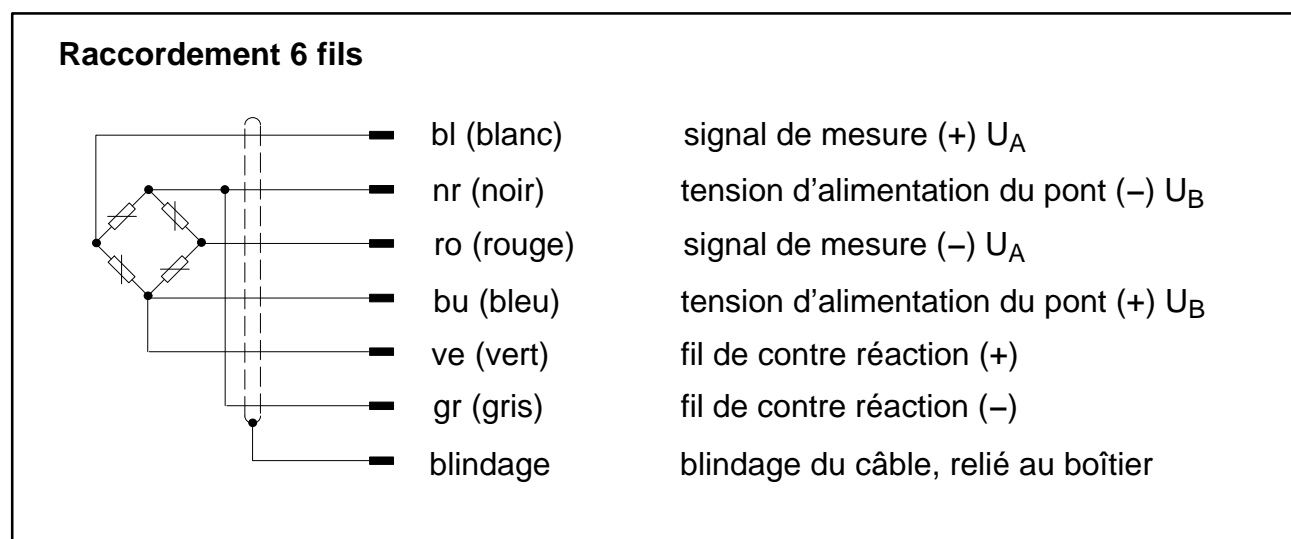 Raccordement 6 fils
bl (blanc) signal de mesure (+) UA
nr (noir) tension d’alimentation du pont (–) UB
ro (rouge) signal de mesure (–) UA
bu (bleu) tension d’alimentation du pont (+) UB
ve (vert) fil de contre réaction (+)
gr (gris) fil de contre réaction (–)
blindage blindage du câble, relié au boîtier